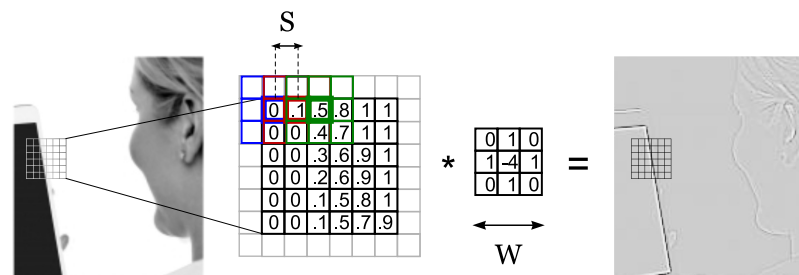 S
0 .1 .5 .8 1 1
0 0 .4 .7 1 1
0 0 .3 .6 .9 1
0 0 .2 .6 .9 1
0 0 .1 .5 .8 1
0 0 .1 .5 .7 .9
*
0 1 0
1 -4 1
0 1 0
=
W